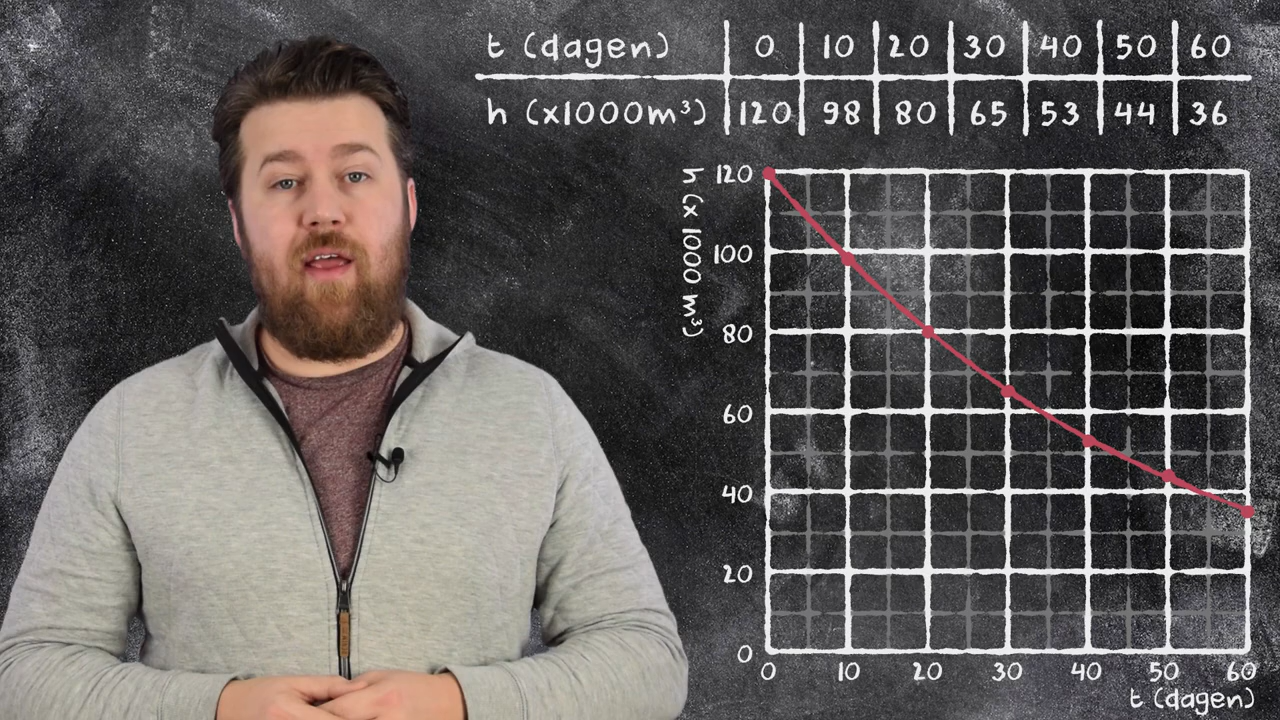 t (dagen) 0 10 20 30 40 50 60
h (x1000m³) 120 98 80 65 53 44 36
h (x 1000 m³)
120
100
80
60
40
20
0
0 10 20 30 40 50 60
t (dagen)